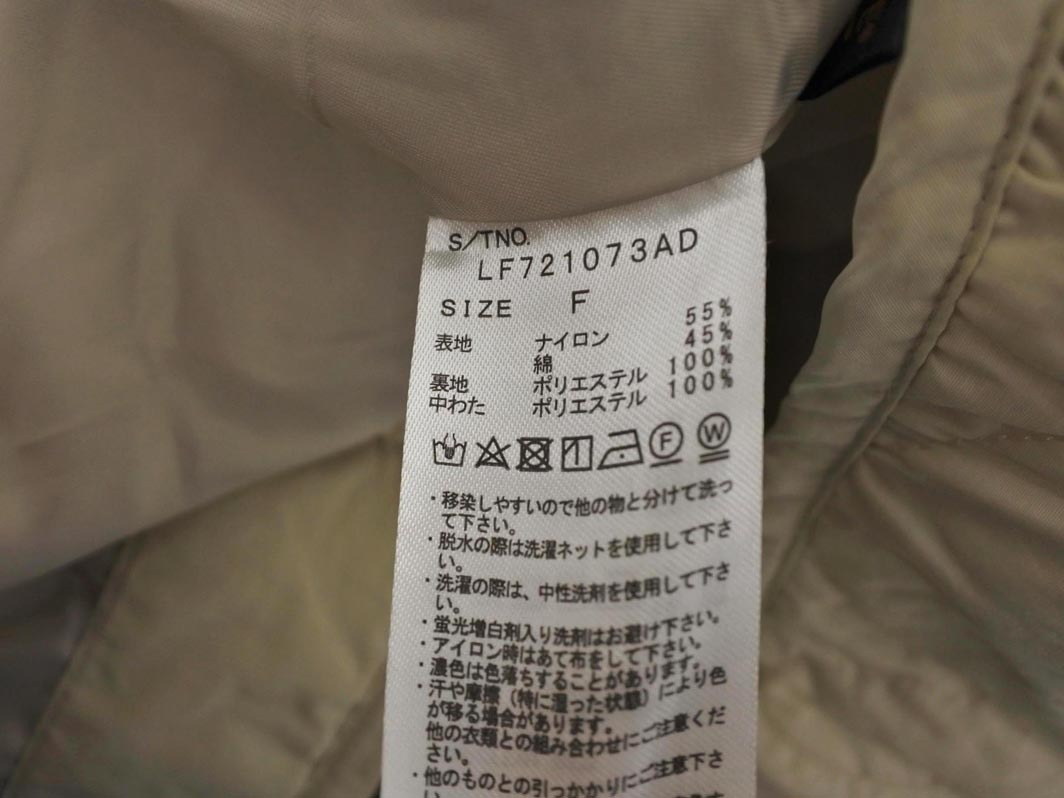 S/TNO.
LF721073AD
SIZE F
表地 ナイロン 55%
綿 45%
裏地 ポリエステル 100%
中わた ポリエステル 100%
F W
・移染しやすいので他の物と分けて洗っ
て下さい。
・脱水の際は洗濯ネットを使用して下さ
い。
・洗濯の際は、中性洗剤を使用して下さ
い。
・蛍光増白剤入り洗剤はお避け下さい。
・アイロン時はあて布をして下さい。
・濃色は色落ちすることがあります。
・汗や摩擦（特に湿った状態）により色
が移る場合があります。
他の衣類との組み合わせにご注意くだ
さい。
・他のものとの引っかかりにご注意下さ
い。